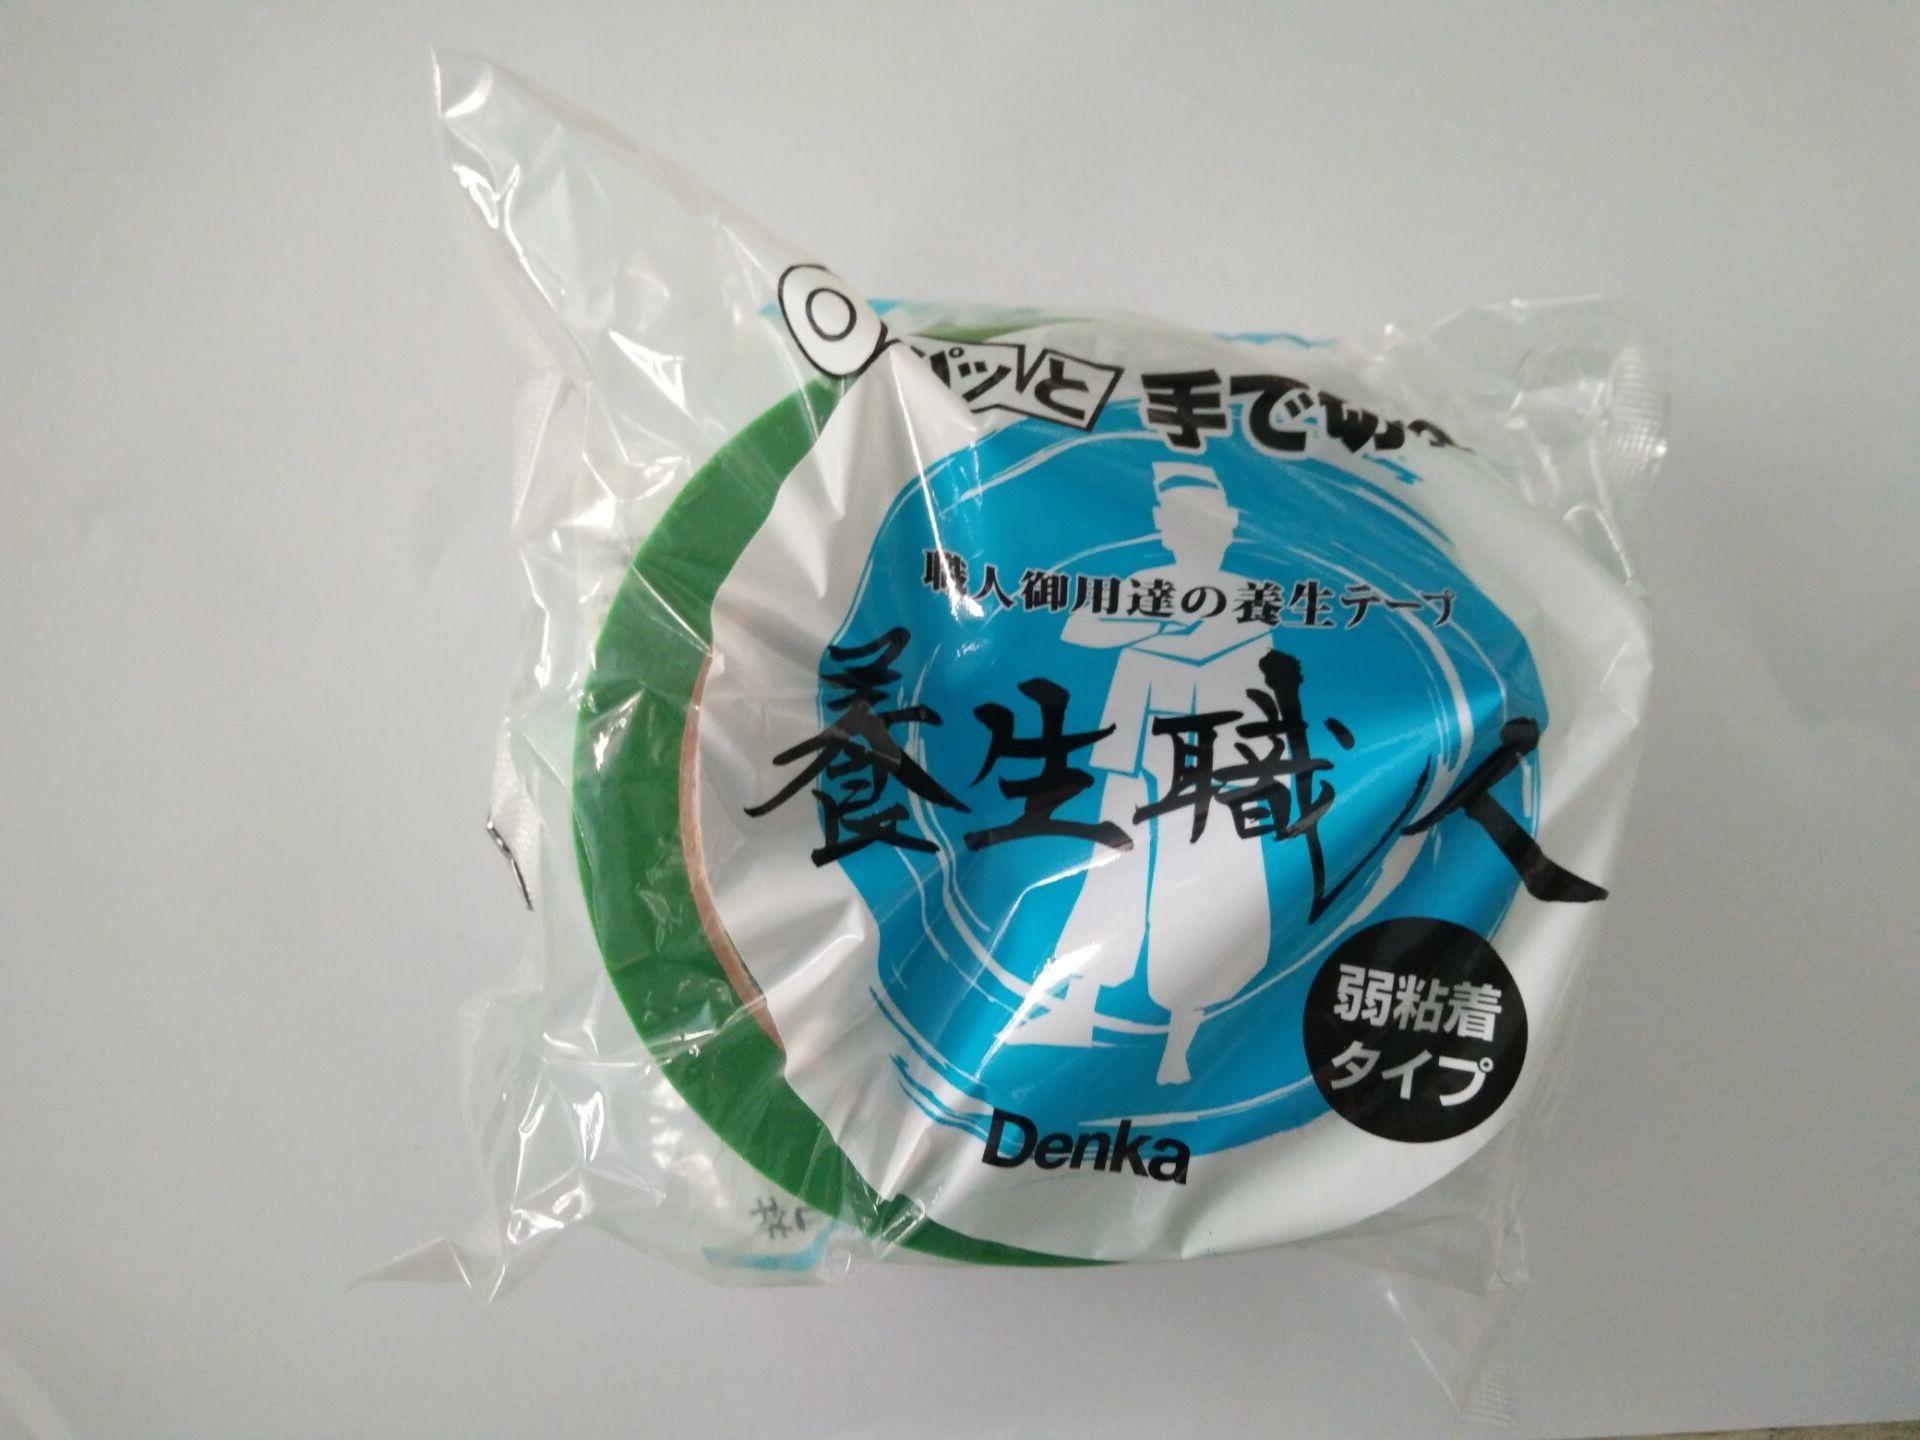 ッと 手で切
職人御用達の養生テープ
養生職人
弱粘着
タイプ
Denka